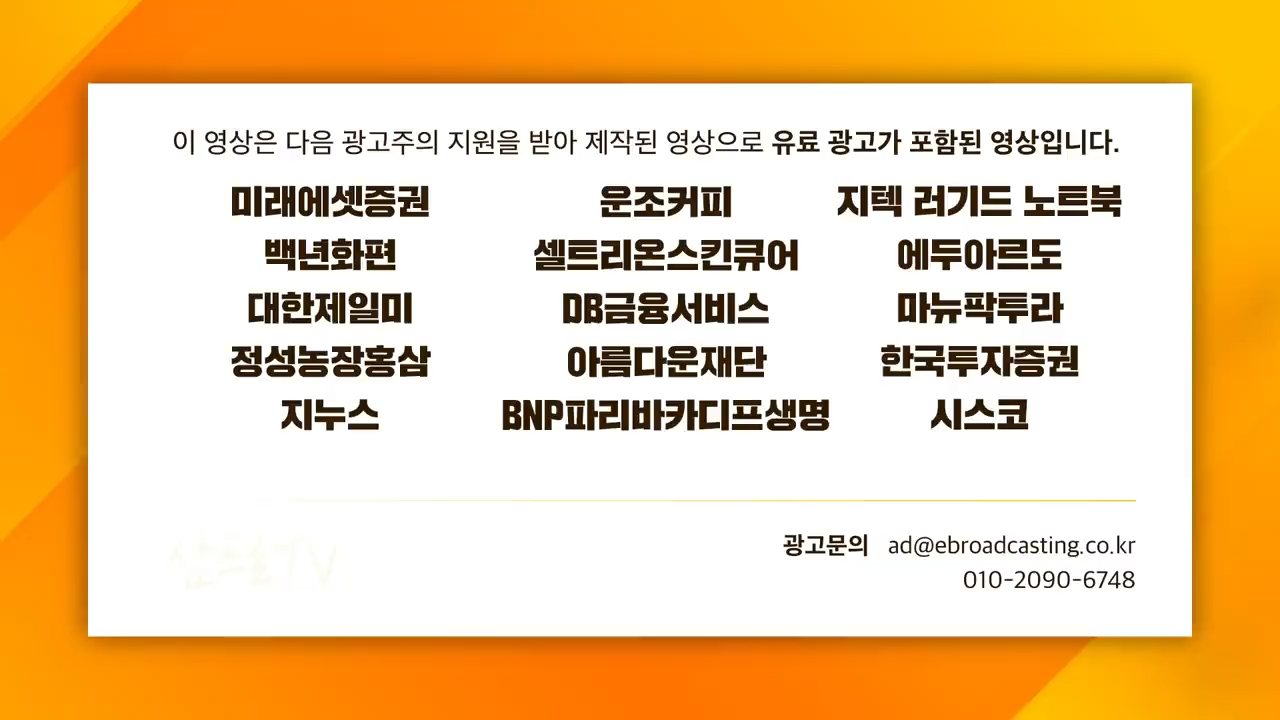 이 영상은 다음 광고주의 지원을 받아 제작된 영상으로 유료 광고가 포함된 영상입니다.
미래에셋증권 운조커피 지텍 러기드 노트북
백년화편 셀트리온스킨큐어 에두아르도
대한제일미 DB금융서비스 마뉴팍투라
정성농장홍삼 아름다운재단 한국투자증권
지누스 BNP파리바카디프생명 시스코
광고문의 ad@ebroadcasting.co.kr
010-2090-6748